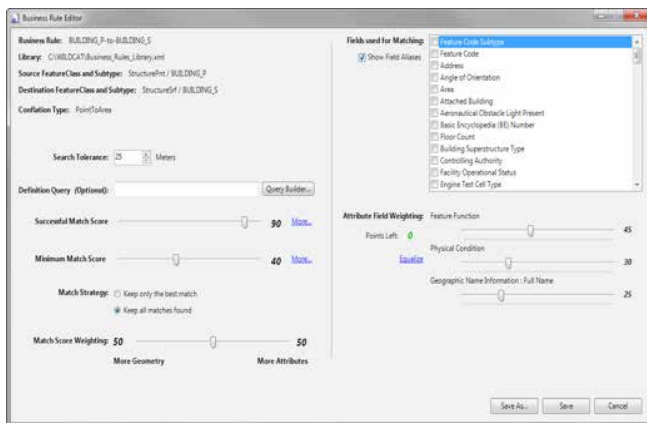 Business Rule Editor
Business Rule: BUILDING_P-to-BUILDING_S
Library: C:\WILDCAT\Business_Rules_Library.xml
Source FeatureClass and Subtype: StructurePnt / BUILDING_P
Destination FeatureClass and Subtype: StructureSrf / BUILDING_S
Conflation Type: PointToArea
Search Tolerance: 25 Meters
Definition Query (Optional): Query Builder...
Successful Match Score 90 More...
Minimum Match Score 40 More...
Match Strategy: Keep only the best match
Keep all matches found
Match Score Weighting: 50 50
More Geometry More Attributes
Fields used for Matching:
Show Field Aliases
Feature Code Subtype
Feature Code
Address
Angle of Orientation
Area
Attached Building
Aeronautical Obstacle Light Present
Basic Encyclopedia (BE) Number
Floor Count
Building Superstructure Type
Controlling Authority
Facility Operational Status
Engine Test Cell Type
Attribute Field Weighting: Feature Function
Points Left: 0 45
Equalize
Physical Condition
30
Geographic Name Information : Full Name
25
Save As... Save Cancel